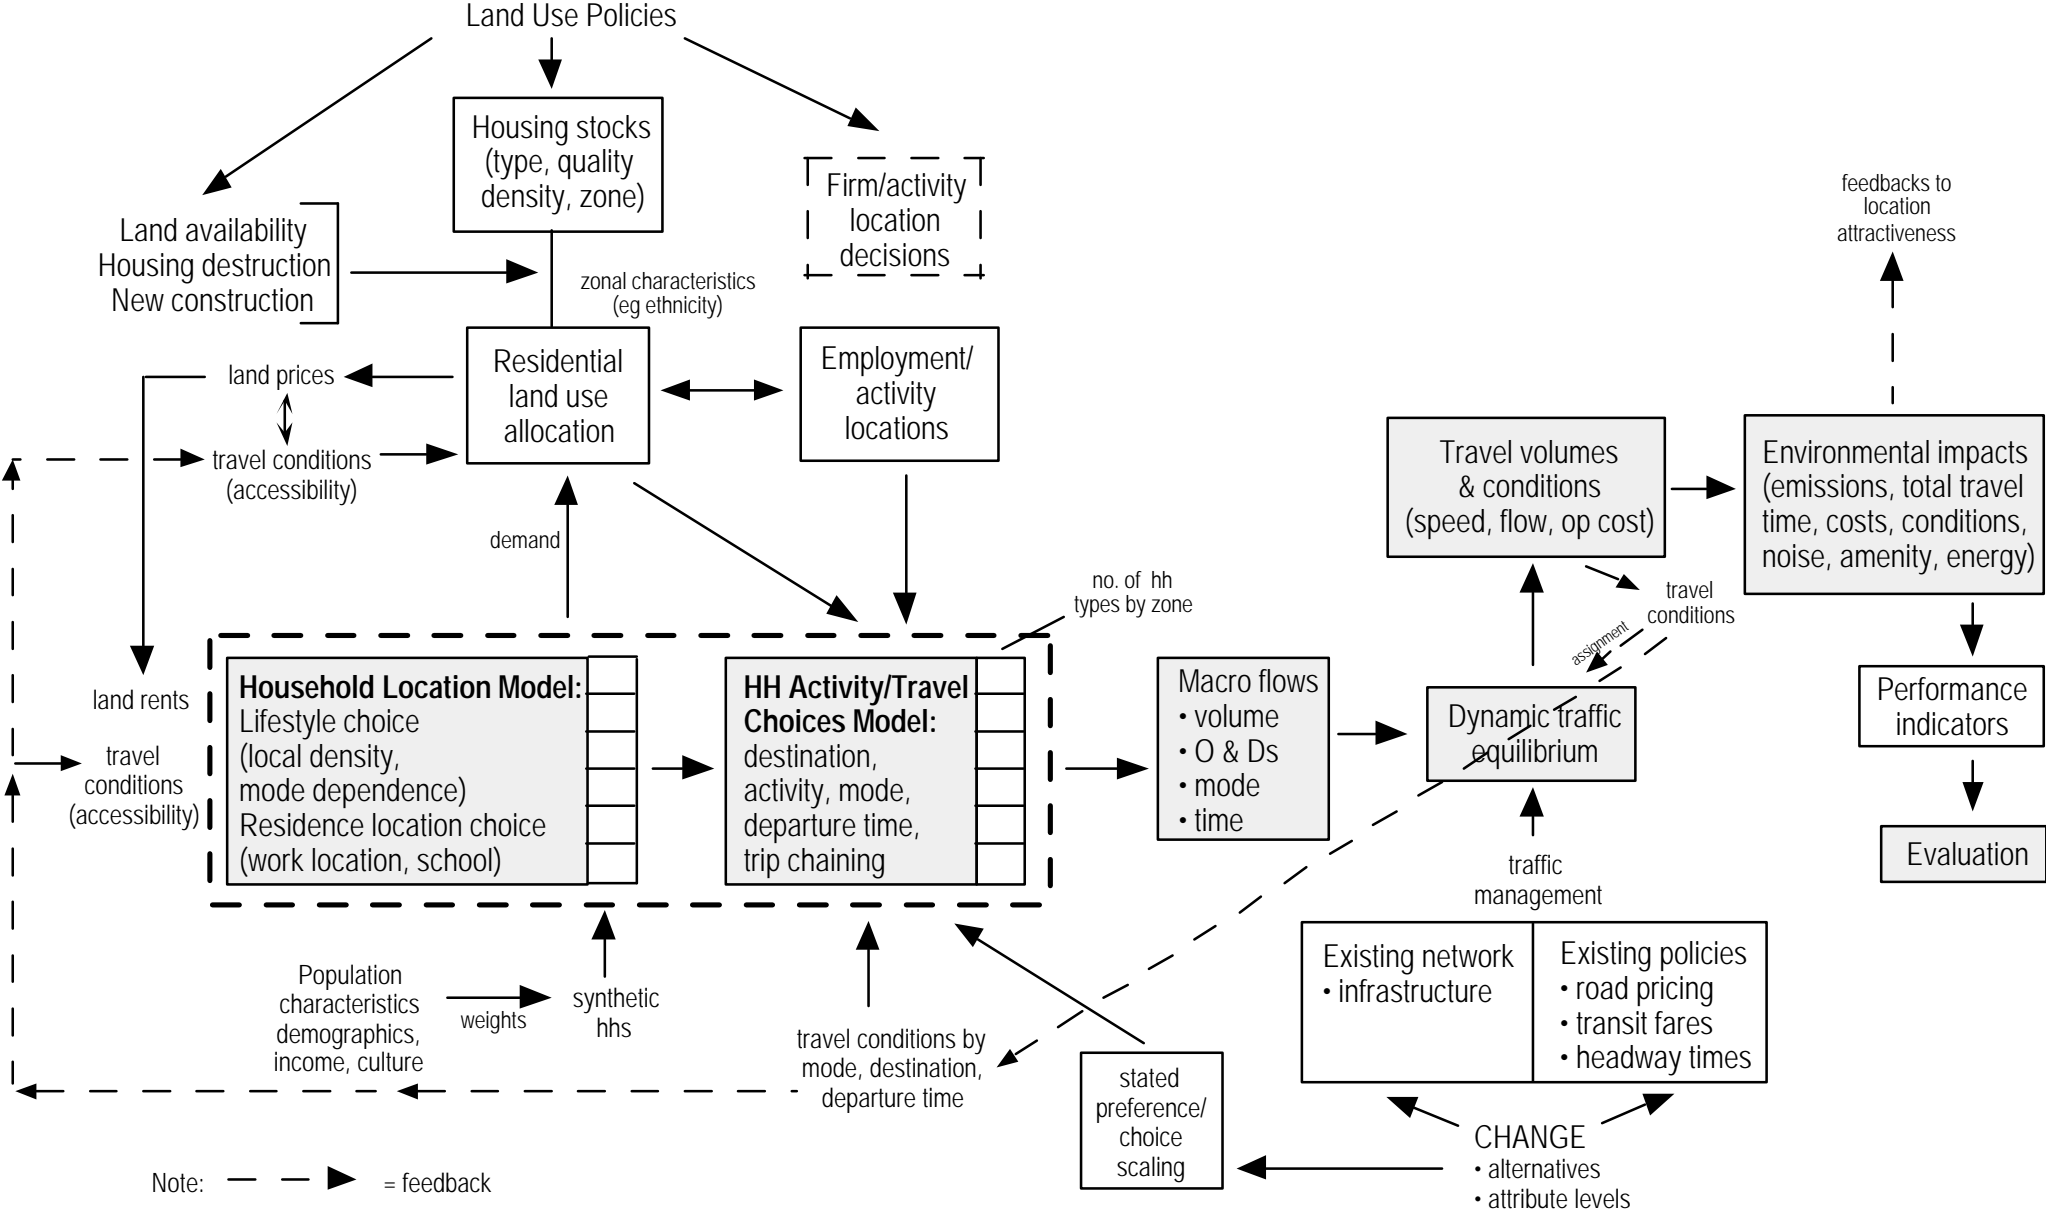 Land Use Policies
Housing stocks
(type, quality
density, zone)
Firm/activity
location
decisions
Land availability
Housing destruction
New construction
zonal characteristics
(eg ethnicity)
feedbacks to
location
attractiveness
land prices
Residential
land use
allocation
Employment/
activity
locations
travel conditions
(accessibility)
demand
no. of hh
types by zone
Travel volumes
& conditions
(speed, flow, op cost)
Environmental impacts
(emissions, total travel
time, costs, conditions,
noise, amenity, energy)
travel
conditions
assignment
land rents
travel
conditions
(accessibility)
Household Location Model:
Lifestyle choice
(local density,
mode dependence)
Residence location choice
(work location, school)
HH Activity/Travel
Choices Model:
destination,
activity, mode,
departure time,
trip chaining
Macro flows
• volume
• O & Ds
• mode
• time
Dynamic traffic
equilibrium
Performance
indicators
Evaluation
traffic
management
Existing network
• infrastructure
Existing policies
• road pricing
• transit fares
• headway times
Population
characteristics
demographics,
income, culture
weights
synthetic
hhs
travel conditions by
mode, destination,
departure time
stated
preference/
choice
scaling
CHANGE
• alternatives
• attribute levels
Note:
= feedback